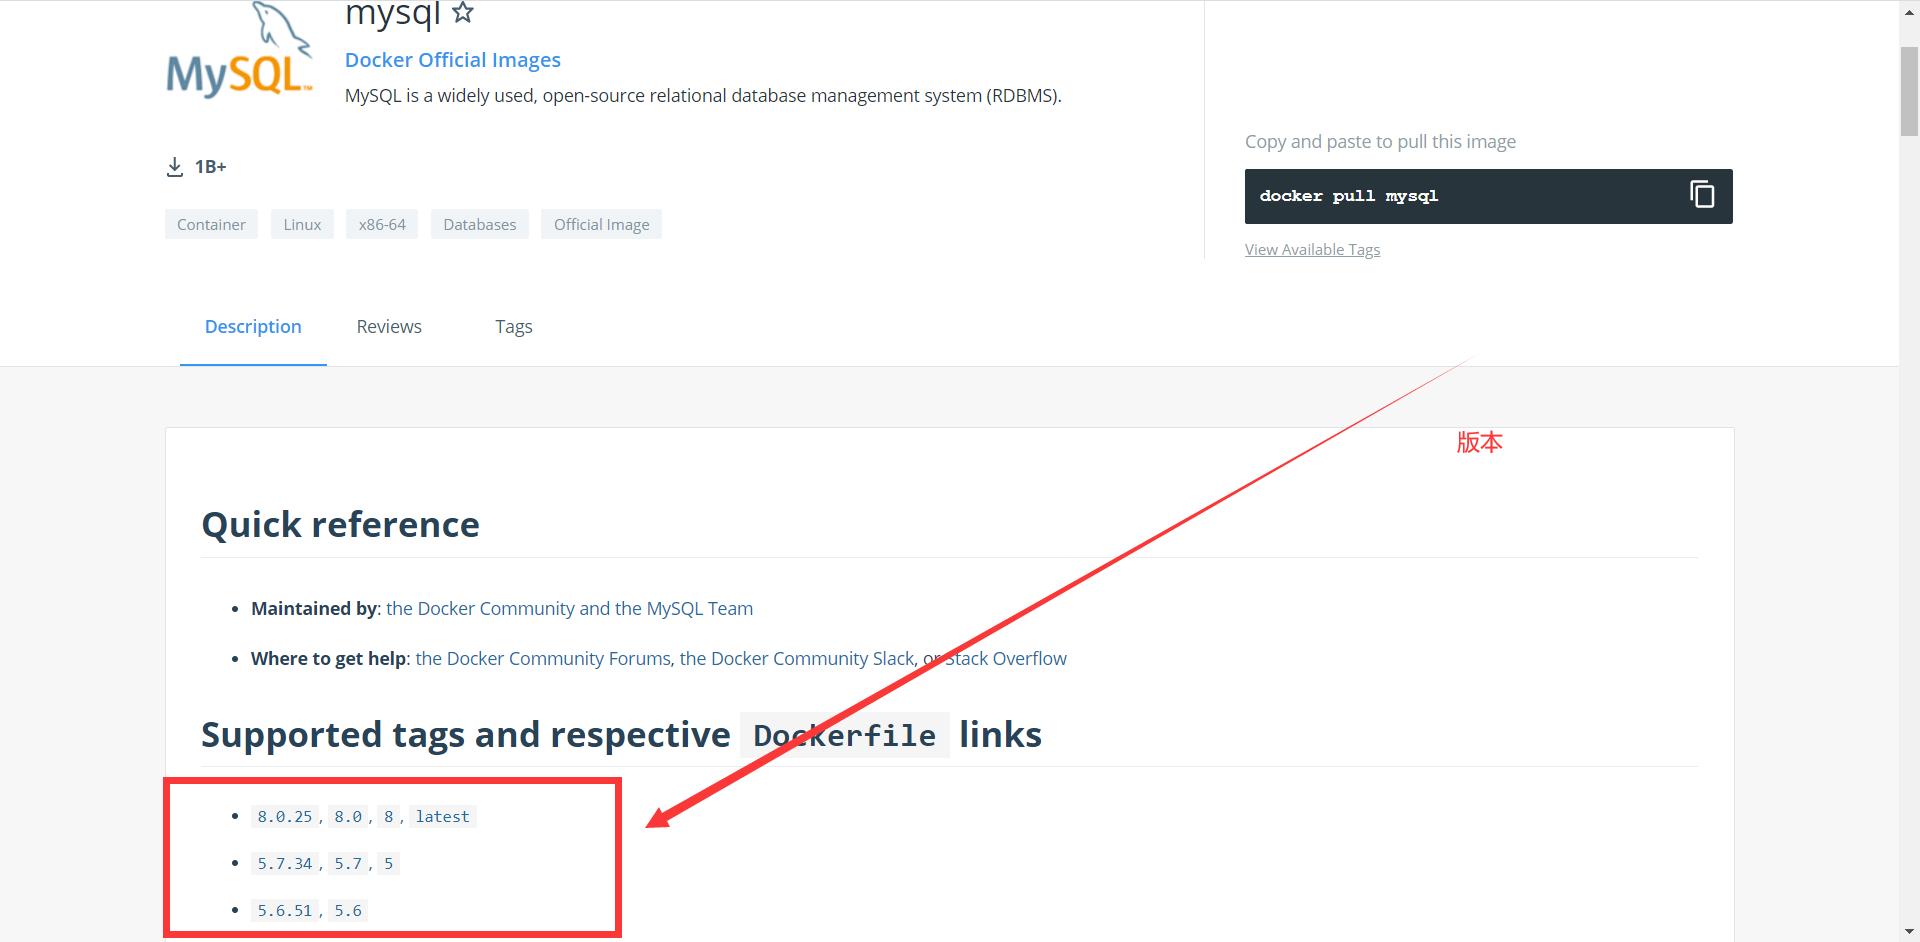 mysql
MySQL™
Docker Official Images
MySQL is a widely used, open-source relational database management system (RDBMS).
1B+
Container Linux x86-64 Databases Official Image
Copy and paste to pull this image
docker pull mysql
View Available Tags
Description Reviews Tags
版本
Quick reference
Maintained by: the Docker Community and the MySQL Team
Where to get help: the Docker Community Forums, the Docker Community Slack, or Stack Overflow
Supported tags and respective Dockerfile links
8.0.25, 8.0, 8, latest
5.7.34, 5.7, 5
5.6.51, 5.6